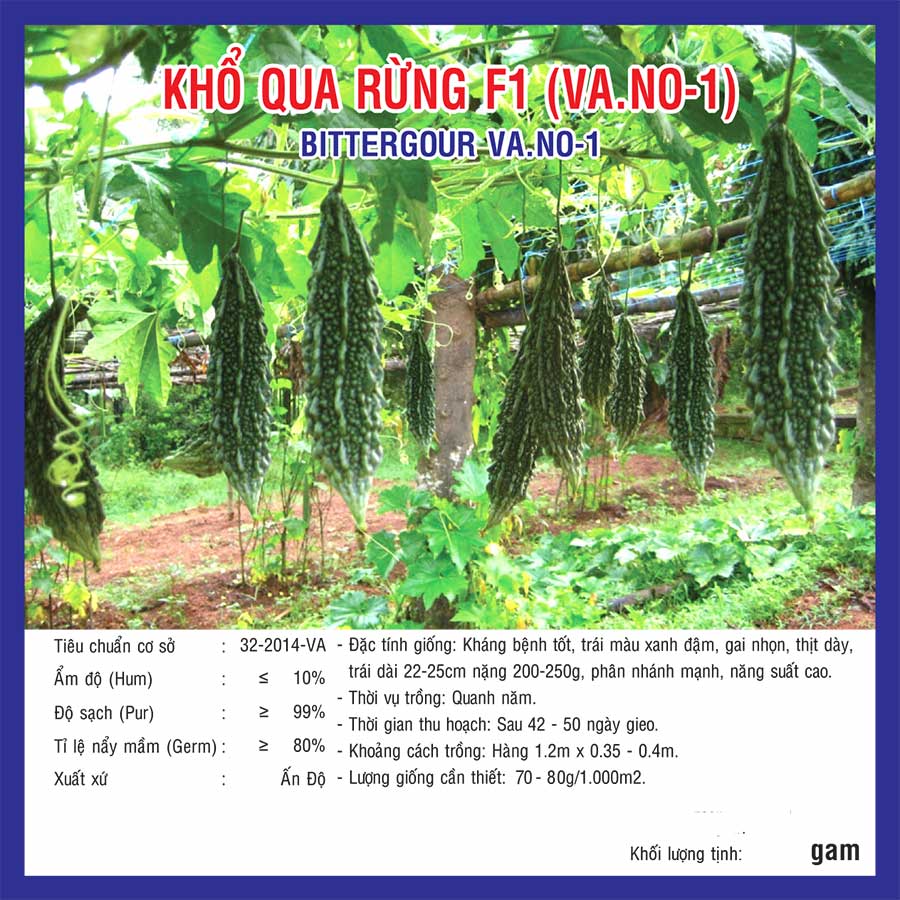 KHỔ QUA RỪNG F1 (VA.NO-1)
BITTERGOUR VA.NO-1
Tiêu chuẩn cơ sở : 32-2014-VA
Ẩm độ (Hum) : ≤ 10%
Độ sạch (Pur) : ≥ 99%
Tỉ lệ nẩy mầm (Germ) : ≥ 80%
Xuất xứ : Ấn Độ
- Đặc tính giống: Kháng bệnh tốt, trái màu xanh đậm, gai nhọn, thịt dày,
trái dài 22-25cm nặng 200-250g, phân nhánh mạnh, năng suất cao.
- Thời vụ trồng: Quanh năm.
- Thời gian thu hoạch: Sau 42 - 50 ngày gieo.
- Khoảng cách trồng: Hàng 1.2m x 0.35 - 0.4m.
- Lượng giống cần thiết: 70 - 80g/1.000m2.
Khối lượng tịnh: gam